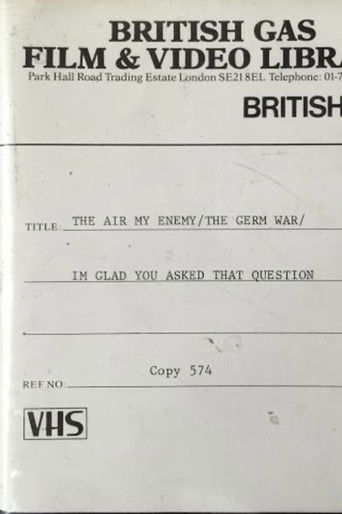 BRITISH GAS
FILM & VIDEO LIBRA
Park Hall Road Trading Estate London SE21 8EL Telephone: 01-7
BRITISH
TITLE: THE AIR MY ENEMY/THE GERM WAR/
IM GLAD YOU ASKED THAT QUESTION
Copy 574
REF NO:
VHS